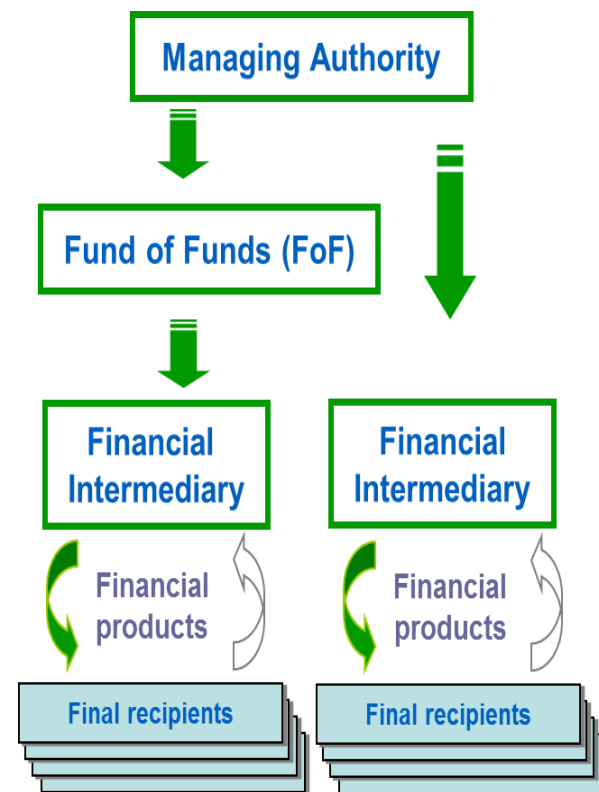 Managing Authority
Fund of Funds (FoF)
Financial
Intermediary
Financial
Intermediary
Financial
products
Financial
products
Final recipients
Final recipients